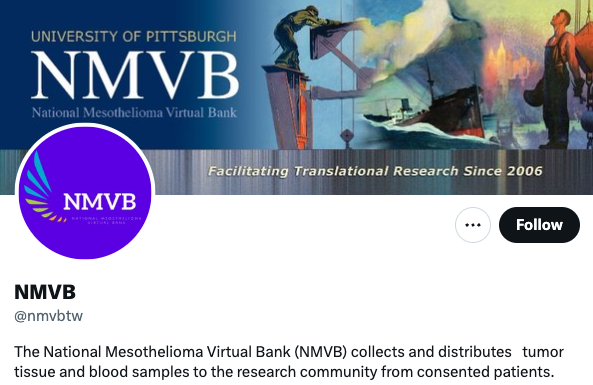 UNIVERSITY OF PITTSBURGH
NMVB
National Mesothelioma Virtual Bank
Facilitating Translational Research Since 2006
NMVB
NATIONAL MESOTHELIOMA
VIRTUAL BANK
Follow
NMVB
@nmvbtw
The National Mesothelioma Virtual Bank (NMVB) collects and distributes tumor
tissue and blood samples to the research community from consented patients.